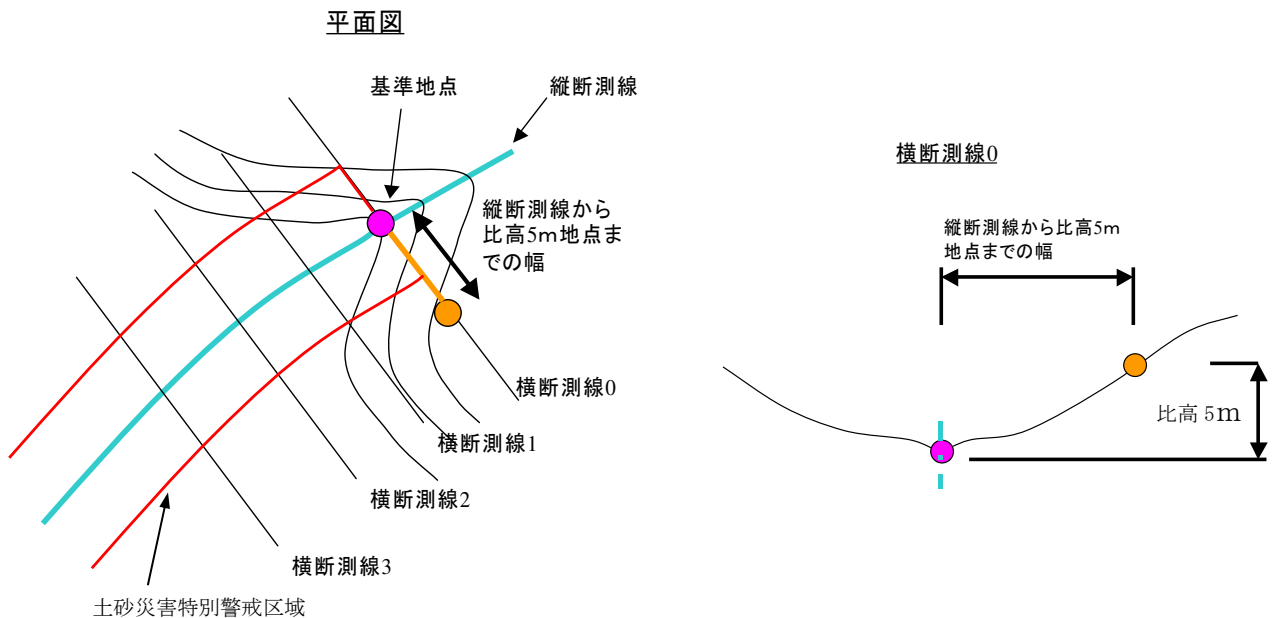 平面図
基準地点
縦断測線
縦断測線から
比高5m地点ま
での幅
横断測線0
横断測線1
横断測線2
横断測線3
土砂災害特別警戒区域
横断測線0
縦断測線から比高5m
地点までの幅
比高 5m